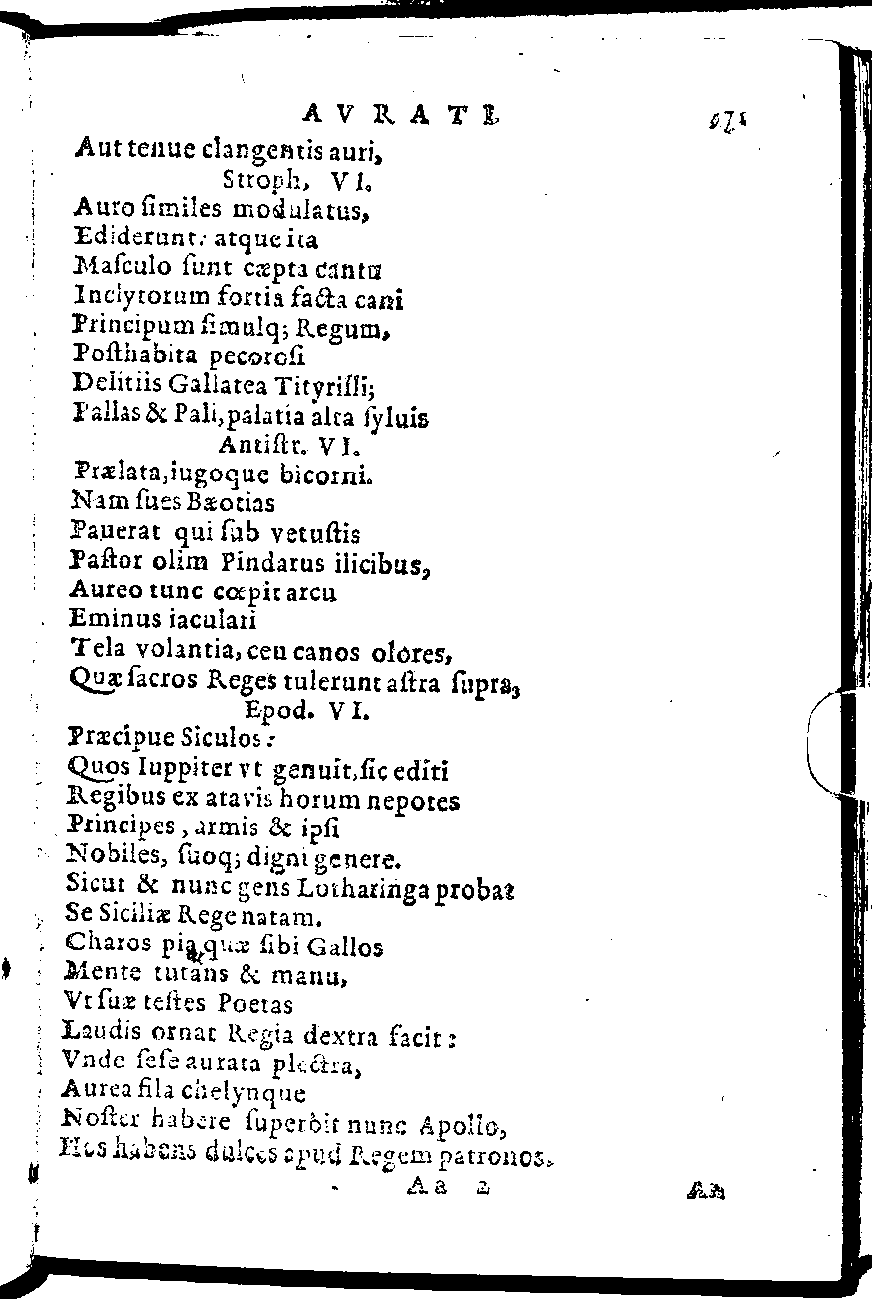 AVRATI.
Aut tenue clangentis auri,
Stroph. VI.
Auro ſimiles modulatus,
Ediderunt: atque ita
Maſculo ſunt cæpta cantu
Inclytorum fortia facta cani
Principum ſimulq; Regum,
Poſthabita pecoroſi
Delitiis Gallatea Tityriſſi;
Pallas & Pali, palatia alta ſyluis
Antiſtr. VI.
Prælata, iugoque bicorni.
Nam ſues Bæotias
Pauerat qui ſub vetuſtis
Paſtor olim Pindarus ilicibus,
Aureo tunc cœpit arcu
Eminus iaculari
Tela volantia, ceu canos olores,
Quæ ſacros Reges tulerunt aſtra ſupra,
Epod. VI.
Præcipue Siculos:
Quos Iuppiter vt genuit, ſic editi
Regibus ex atavis horum nepotes
Principes, armis & ipſi
Nobiles, ſuoq; digni genere.
Sicut & nunc gens Lotharinga probat
Se Siciliæ Rege natam.
Charos pia, quæ ſibi Gallos
Mente tutans & manu,
Vt ſuæ teſtes Poetas
Laudis ornat Regia dextra facit:
Vnde ſeſe aurata plectra,
Aurea fila chelynque
Noſter habere ſuperbit nunc Apollo,
Hos habens dulces apud Regem patronos.
Aa 2